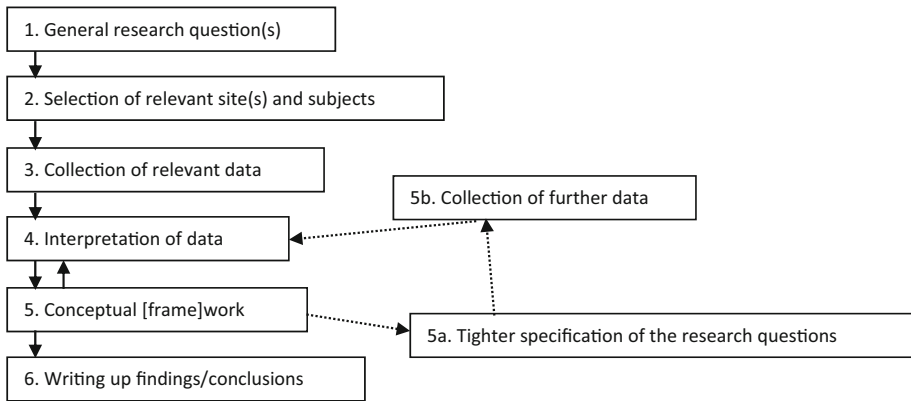 1. General research question(s)
2. Selection of relevant site(s) and subjects
3. Collection of relevant data
5b. Collection of further data
4. Interpretation of data
5. Conceptual [frame]work
5a. Tighter specification of the research questions
6. Writing up findings/conclusions